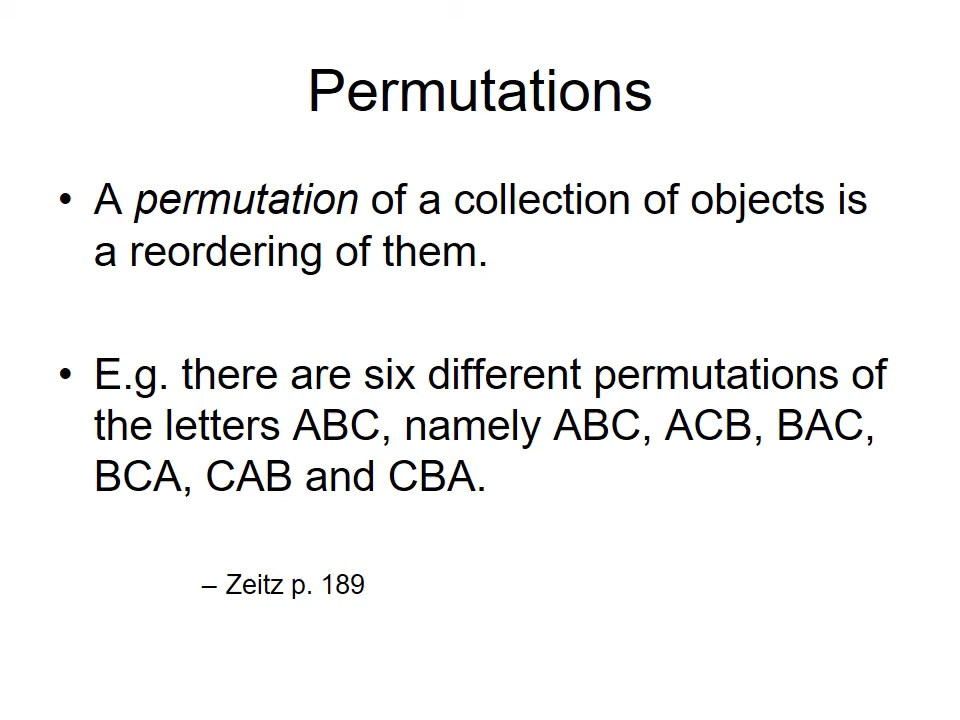 Permutations
• A permutation of a collection of objects is
a reordering of them.
• E.g. there are six different permutations of
the letters ABC, namely ABC, ACB, BAC,
BCA, CAB and CBA.
– Zeitz p. 189